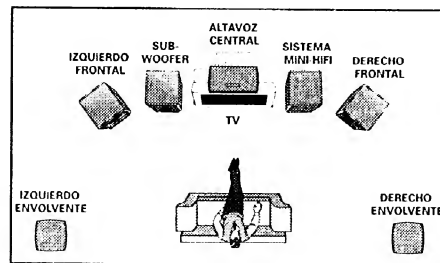 ALTAVOZ
CENTRAL
SUB-
WOOFER
SISTEMA
MINI-HIFI
IZQUIERDO
FRONTAL
DERECHO
FRONTAL
TV
IZQUIERDO
ENVOLVENTE
DERECHO
ENVOLVENTE